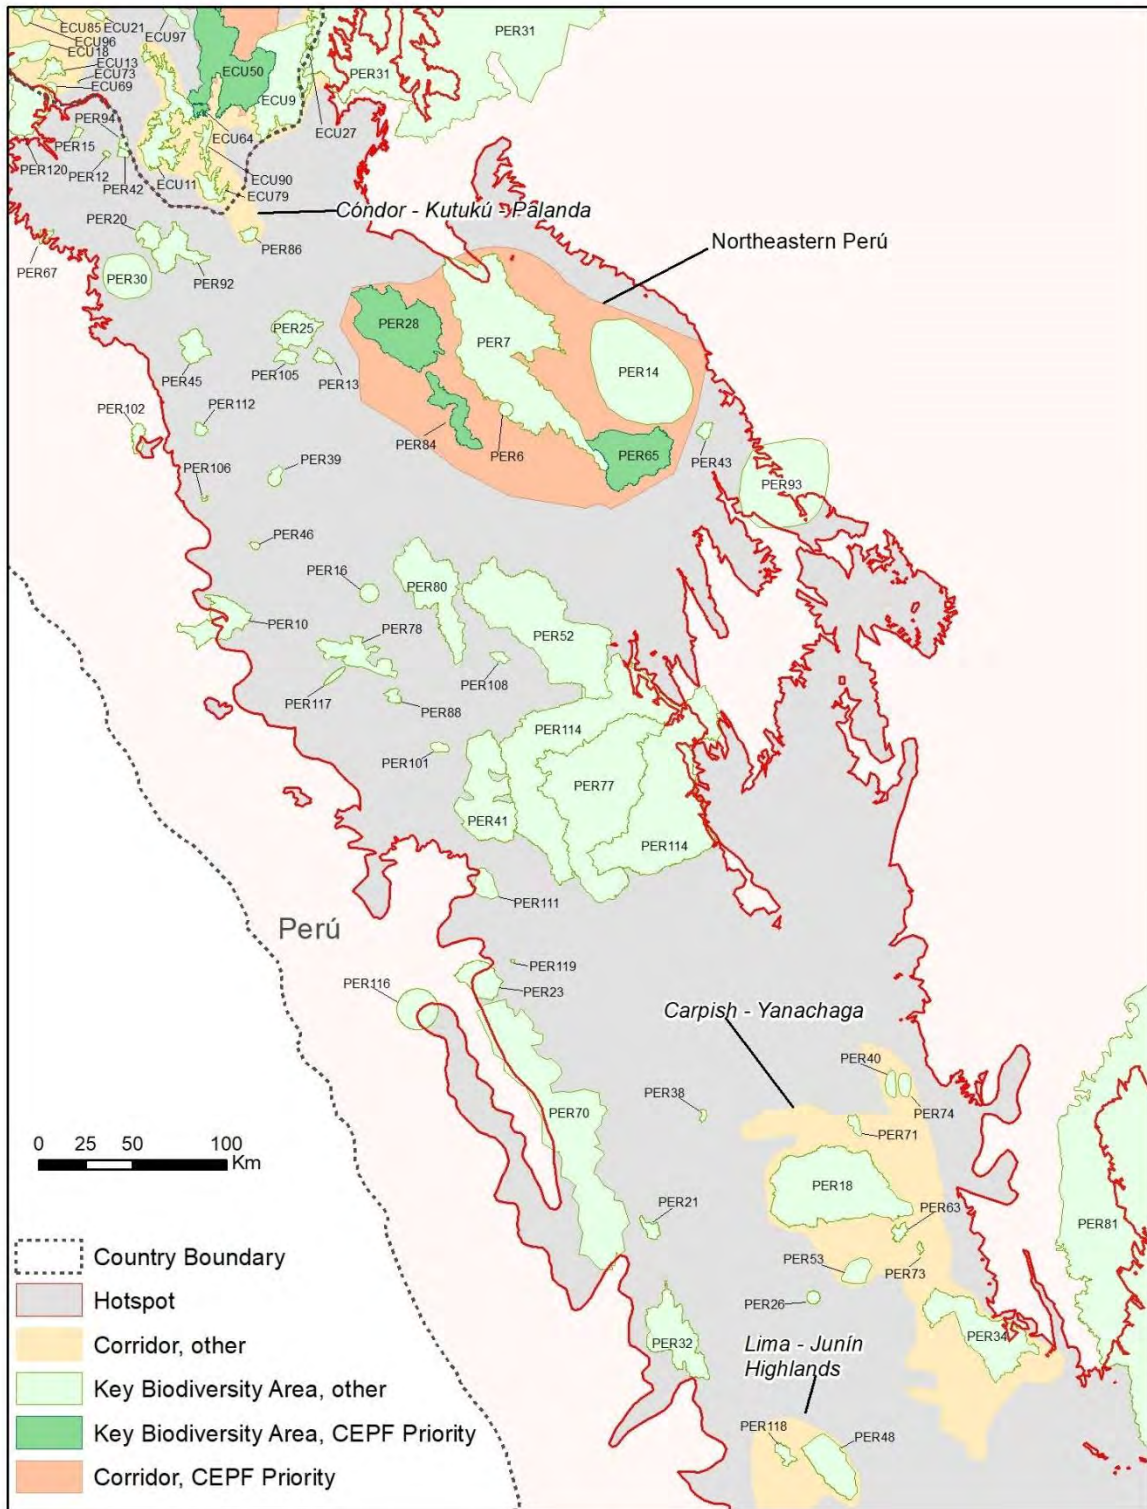 ECU85
ECU21
ECU96
ECU97
ECU18
ECU13
ECU73
ECU69
ECU50
ECU9
PER31
PER31
PER94
PER15
PER120
PER12
PER42
ECU11
ECU64
ECU27
ECU90
ECU79
Cóndor - Kutukú - Palanda
PER20
PER86
PER67
PER30
PER92
Northeastern Perú
PER28
PER25
PER7
PER14
PER45
PER105
PER13
PER102
PER112
PER84
PER6
PER65
PER43
PER106
PER39
PER93
PER46
PER16
PER80
PER10
PER78
PER52
PER108
PER117
PER88
PER114
PER101
PER77
PER41
PER114
PER111
Perú
PER119
PER116
PER23
Carpish - Yanachaga
PER40
PER38
PER74
PER70
PER71
0 25 50 100
Km
PER18
PER21
PER63
PER81
PER53
PER73
PER26
PER32
PER34
Lima - Junín
Highlands
PER118
PER48
Country Boundary
Hotspot
Corridor, other
Key Biodiversity Area, other
Key Biodiversity Area, CEPF Priority
Corridor, CEPF Priority